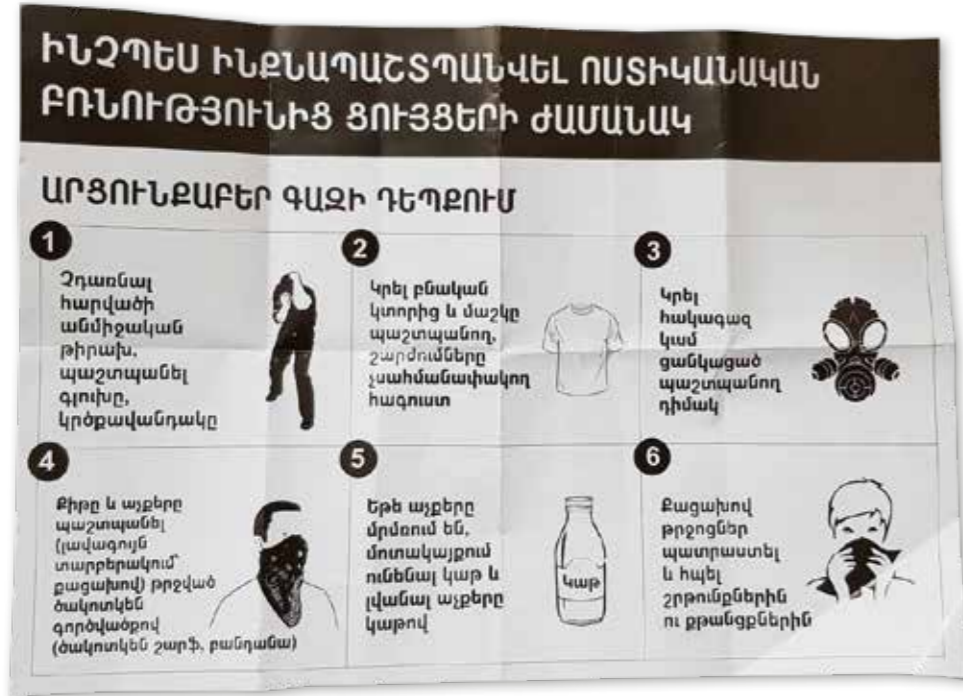 ԻՆՉՊԵՍ ԻՆՔՆԱՊԱՇՏՊԱՆՎԵԼ ՈՍՏԻԿԱՆԱԿԱՆ
ԲՌՆՈՒԹՅՈՒՆԻՑ ՑՈՒՅՑԵՐԻ ԺԱՄԱՆԱԿ
ԱՐՑՈՒՆՔԱԲԵՐ ԳԱԶԻ ԴԵՊՔՈՒՄ
1
Չդառնալ
հարվածի
անմիջական
թիրախ,
պաշտպանել
գլուխը,
կրծքավանդակը
2
Կրել բնական
կտորից և մաշկը
պաշտպանող,
շարժումները
չսահմանափակող
հագուստ
3
Կրել
հակագազ
կամ
ցանկացած
պաշտպանող
դիմակ
4
Քիթը և աչքերը
պաշտպանել
(լավագույն
տարբերակում՝
քացախով) թրջված
ծակոտկեն
գործվածքով
(ծակոտկեն շարֆ, բանդանա)
5
Եթե աչքերը
մրմռում են,
մոտակայքում
ունենալ կաթ և
լվանալ աչքերը
կաթով
Կաթ
6
Քացախով
թրջոցներ
պատրաստել
և հպել
շրթունքներին
ու քթանցքներին